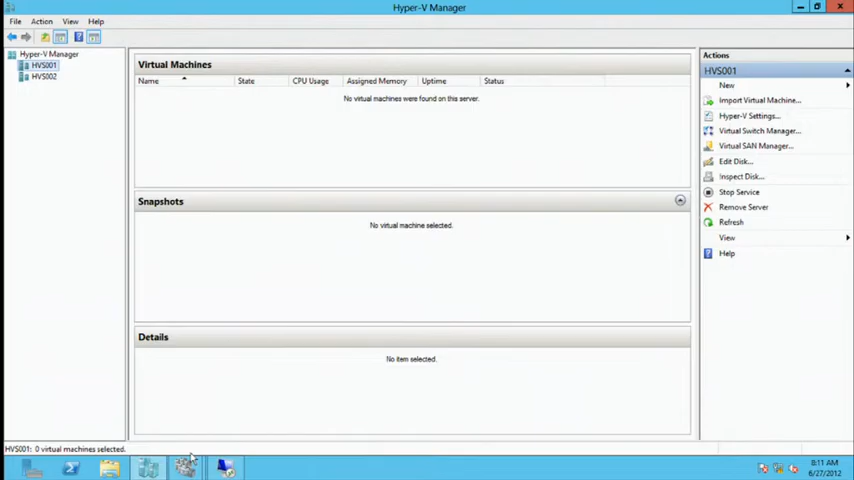 Hyper-V Manager
File Action View Help
Hyper-V Manager
HVS001
HVS002
Virtual Machines
Name State CPU Usage Assigned Memory Uptime Status
No virtual machines were found on this server.
Snapshots
No virtual machine selected.
Details
No item selected.
Actions
HVS001
New
Import Virtual Machine...
Hyper-V Settings...
Virtual Switch Manager...
Virtual SAN Manager...
Edit Disk...
Inspect Disk...
Stop Service
Remove Server
Refresh
View
Help
HVS001: 0 virtual machines selected.
8:11 AM
6/27/2012